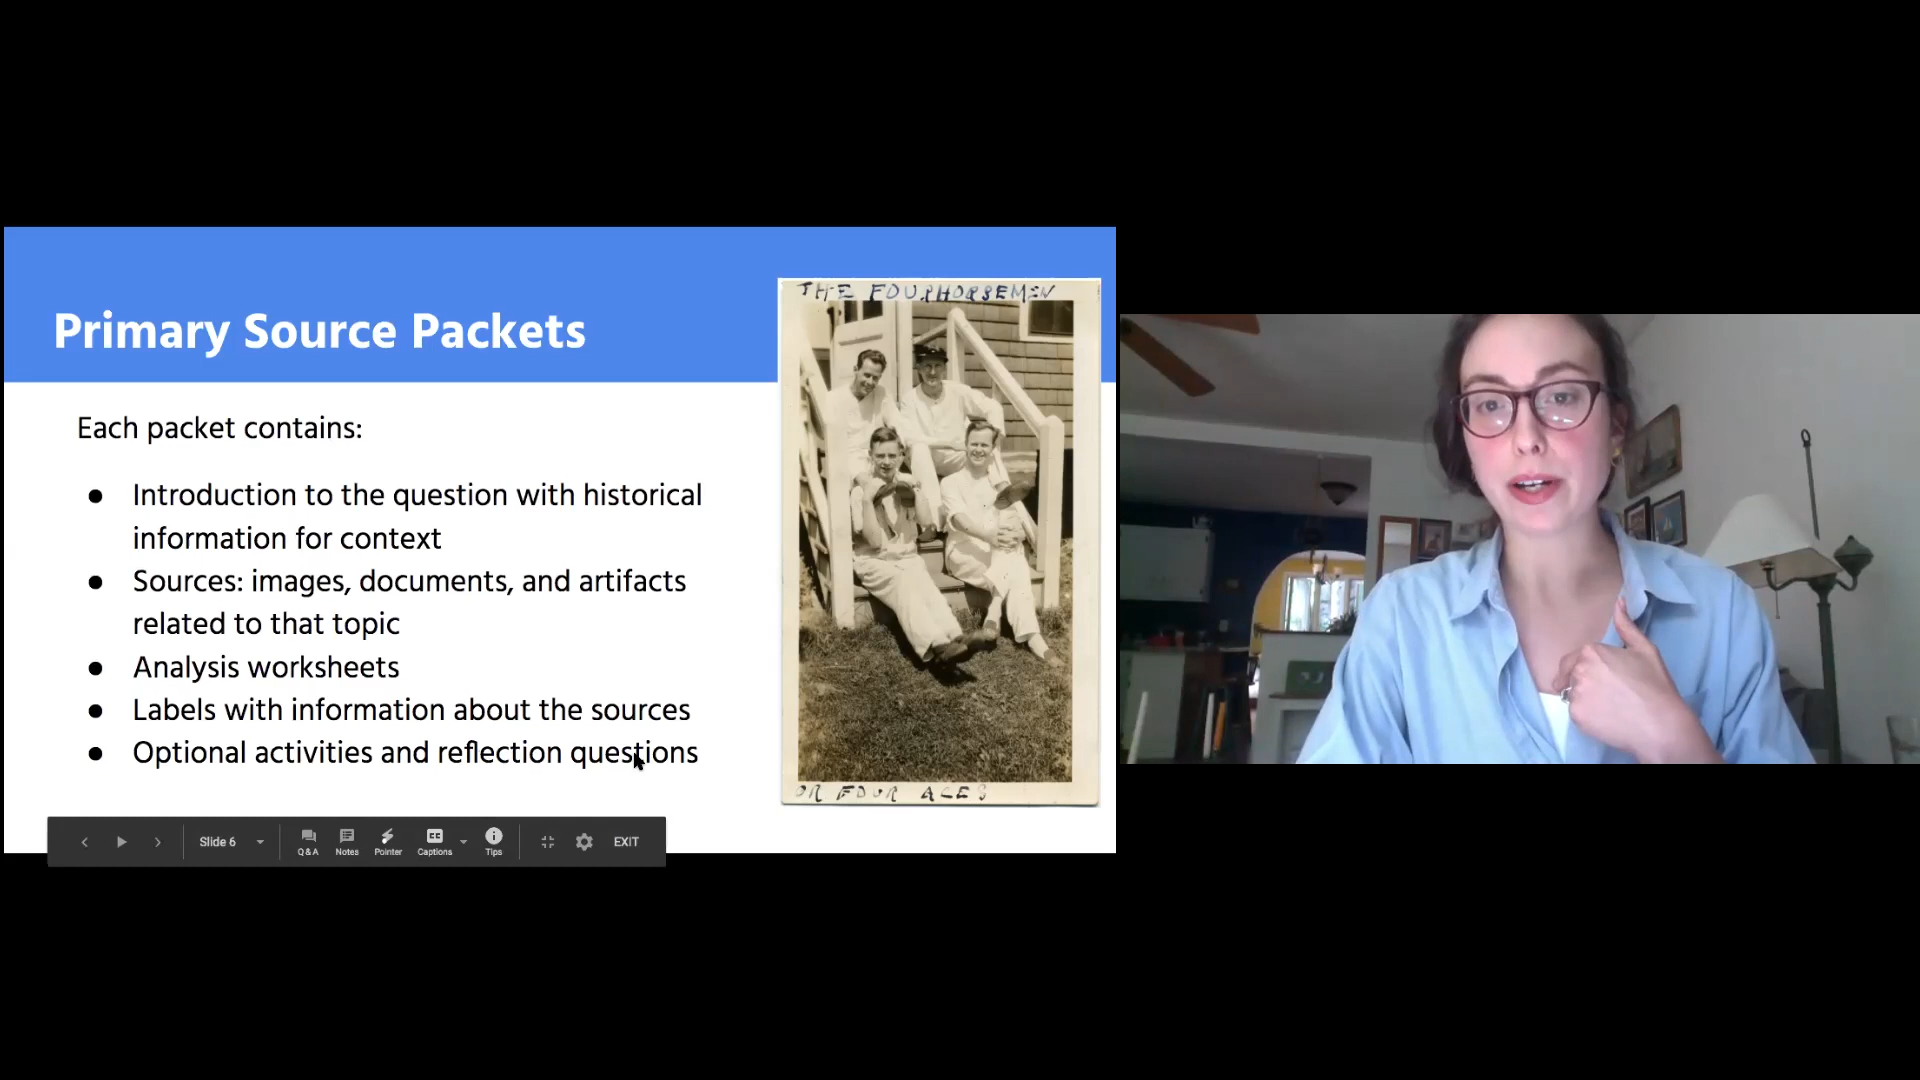 Primary Source Packets
Each packet contains:
● Introduction to the question with historical
information for context
● Sources: images, documents, and artifacts
related to that topic
● Analysis worksheets
● Labels with information about the sources
● Optional activities and reflection questions
THE FOURHORSEMEN
OR FOUR ACES
Slide 6
Q&A
Notes
Pointer
CC
Captions
Tips
EXIT